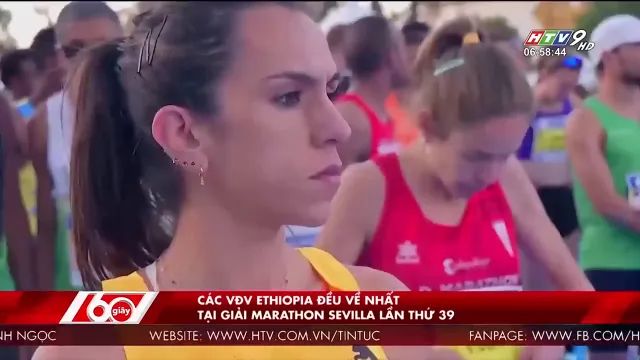 HTV9 HD
06:58:44
MARATHON
60 giây
CÁC VĐV ETHIOPIA ĐỀU VỀ NHẤT
TẠI GIẢI MARATHON SEVILLA LẦN THỨ 39
NH NGỌC
WEBSITE: WWW.HTV.COM.VN/TINTUC
FANPAGE: WWW.FB.COM/H